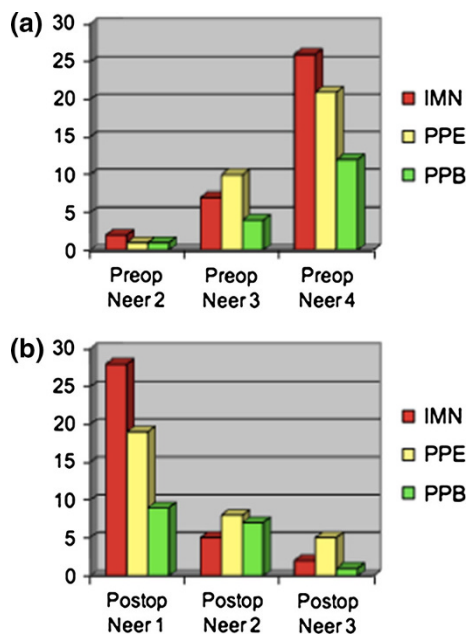 (a)
30
25
20
15
10
5
0
Preop
Neer 2
Preop
Neer 3
Preop
Neer 4
IMN
PPE
PPB
(b)
30
25
20
15
10
5
0
Postop
Neer 1
Postop
Neer 2
Postop
Neer 3
IMN
PPE
PPB